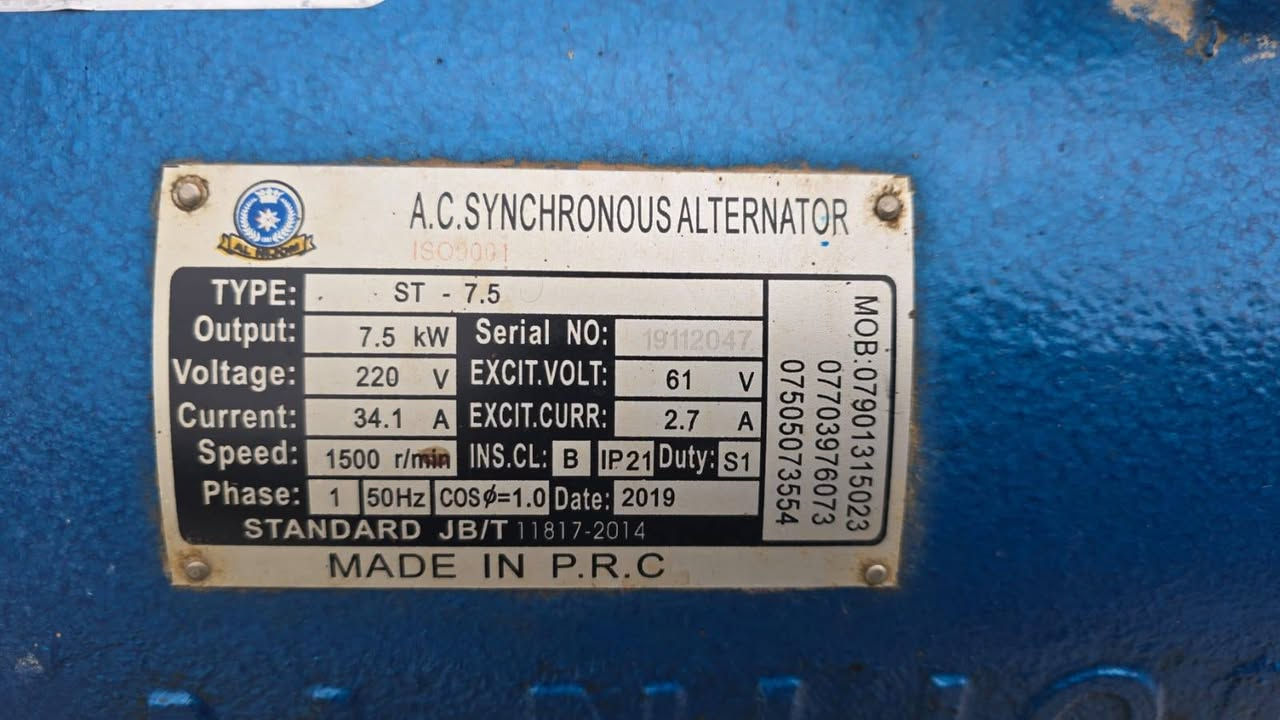 A.C.SYNCHRONOUS ALTERNATOR
ISO9001
TYPE: ST - 7.5
Output: 7.5 kW Serial NO: 19112047
Voltage: 220 V EXCIT.VOLT: 61 V
Current: 34.1 A EXCIT.CURR: 2.7 A
Speed: 1500 r/min INS.CL: B IP21 Duty: S1
Phase: 1 50Hz COSϕ=1.0 Date: 2019
STANDARD JB/T 11817-2014
MADE IN P.R.C
MOB:07901315023
07703976073
07505073554